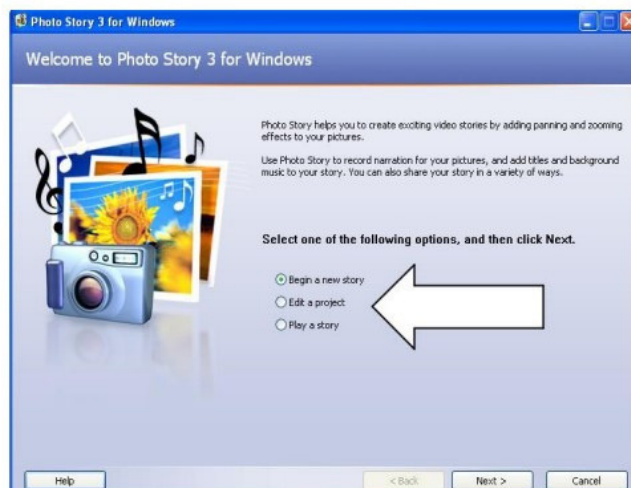 Photo Story 3 for Windows
Welcome to Photo Story 3 for Windows
Photo Story helps you to create exciting video stories by adding panning and zooming
effects to your pictures.
Use Photo Story to record narration for your pictures, and add titles and background
music to your story. You can also share your story in a variety of ways.
Select one of the following options, and then click Next.
Begin a new story
Edit a project
Play a story
Help
< Back
Next >
Cancel